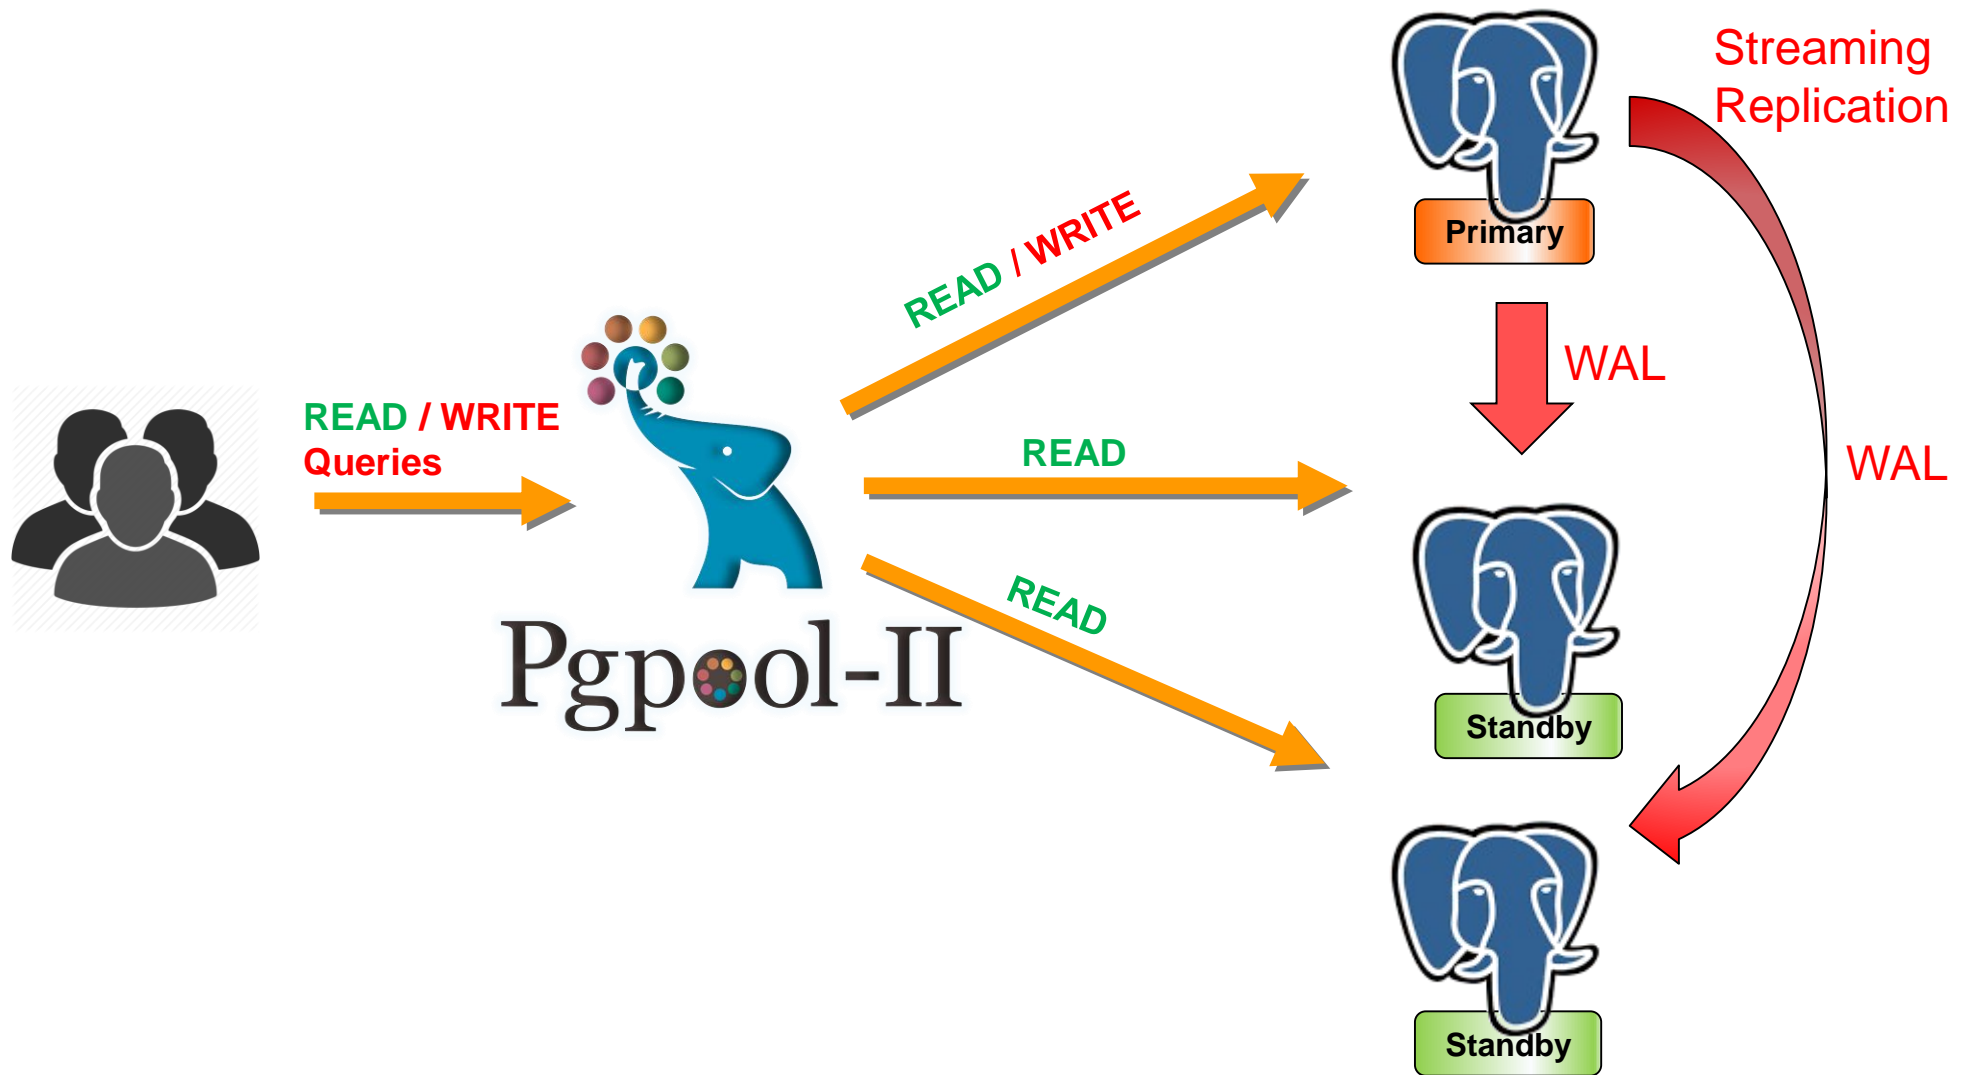 Streaming
Replication
READ / WRITE
Primary
WAL
READ / WRITE
Queries
READ
WAL
READ
Pgpool-II
Standby
Standby